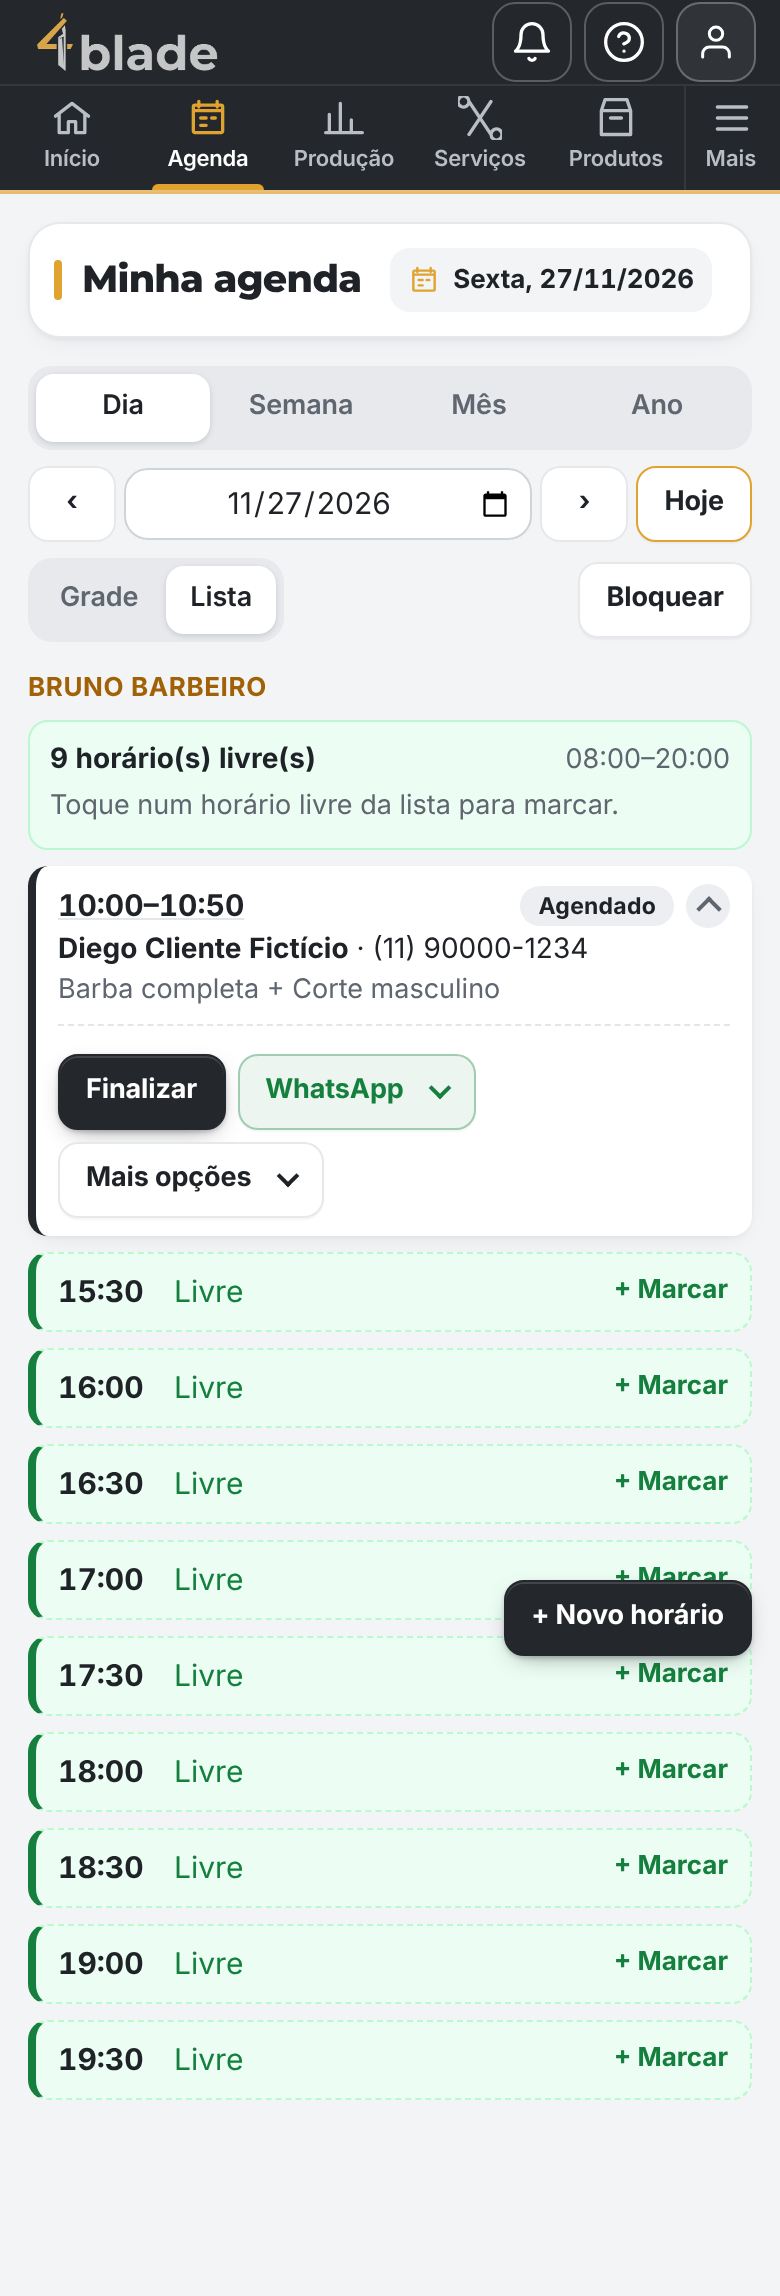 4blade
Início
Agenda
Produção
Serviços
Produtos
Mais
Minha agenda
Sexta, 27/11/2026
Dia
Semana
Mês
Ano
‹
11/27/2026
›
Hoje
Grade
Lista
Bloquear
BRUNO BARBEIRO
9 horário(s) livre(s)
08:00–20:00
Toque num horário livre da lista para marcar.
10:00–10:50
Agendado
Diego Cliente Fictício · (11) 90000-1234
Barba completa + Corte masculino
Finalizar
WhatsApp
Mais opções
15:30 Livre + Marcar
16:00 Livre + Marcar
16:30 Livre + Marcar
17:00 Livre + Marcar
+ Novo horário
17:30 Livre + Marcar
18:00 Livre + Marcar
18:30 Livre + Marcar
19:00 Livre + Marcar
19:30 Livre + Marcar